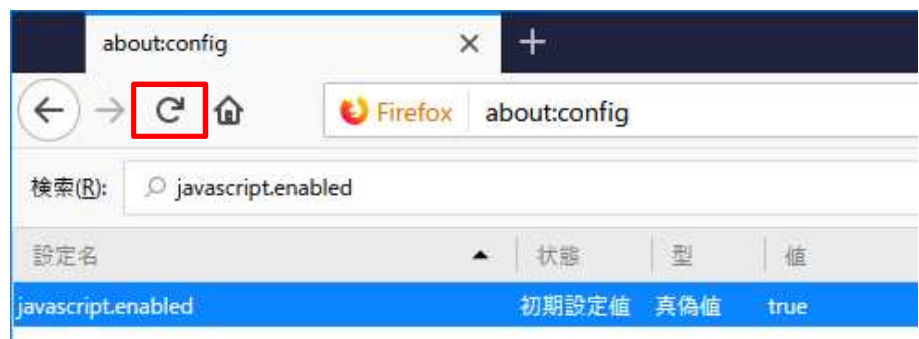 about:config
Firefox about:config
検索(R): javascript.enabled
設定名 状態 型 値
javascript.enabled 初期設定値 真偽値 true